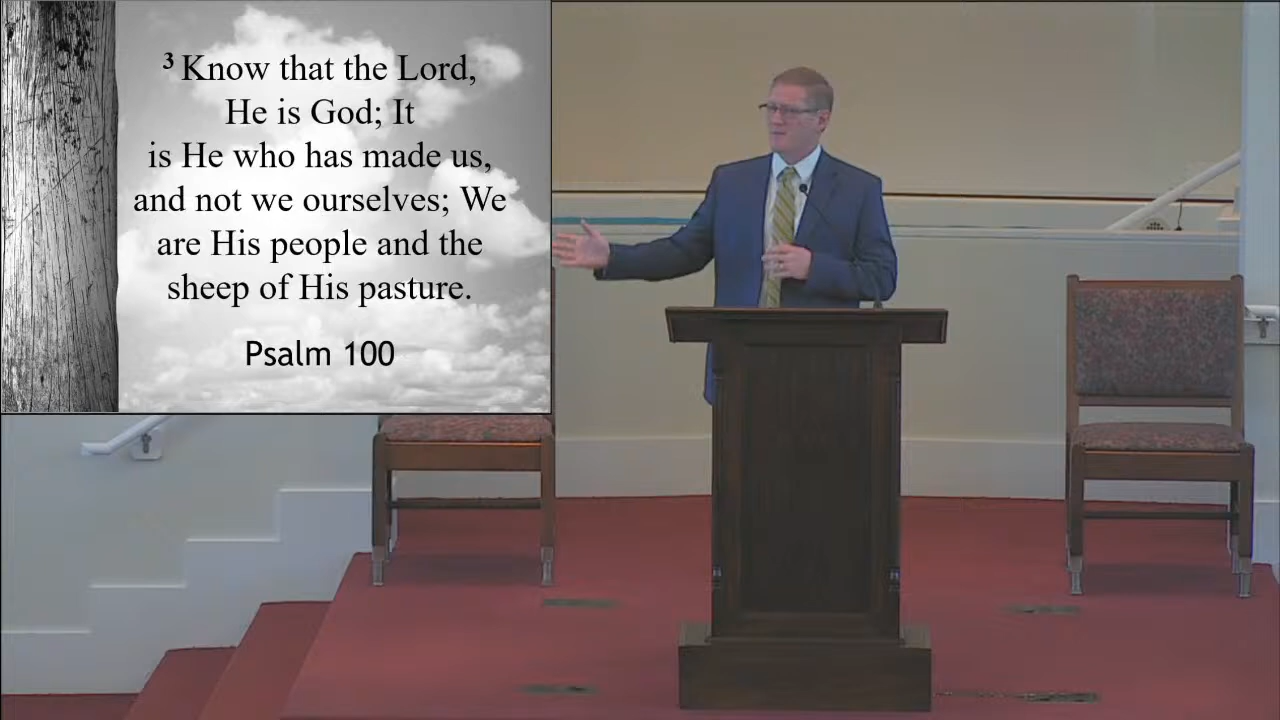 3 Know that the Lord,
He is God; It
is He who has made us,
and not we ourselves; We
are His people and the
sheep of His pasture.
Psalm 100